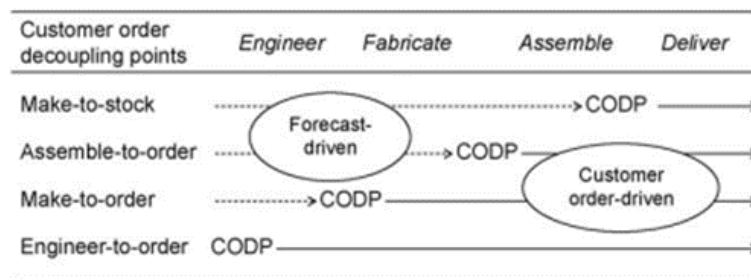 Customer order
decoupling points
Engineer Fabricate Assemble Deliver
Make-to-stock CODP
Forecast-
driven
Assemble-to-order CODP
Customer
order-driven
Make-to-order CODP
Engineer-to-order CODP